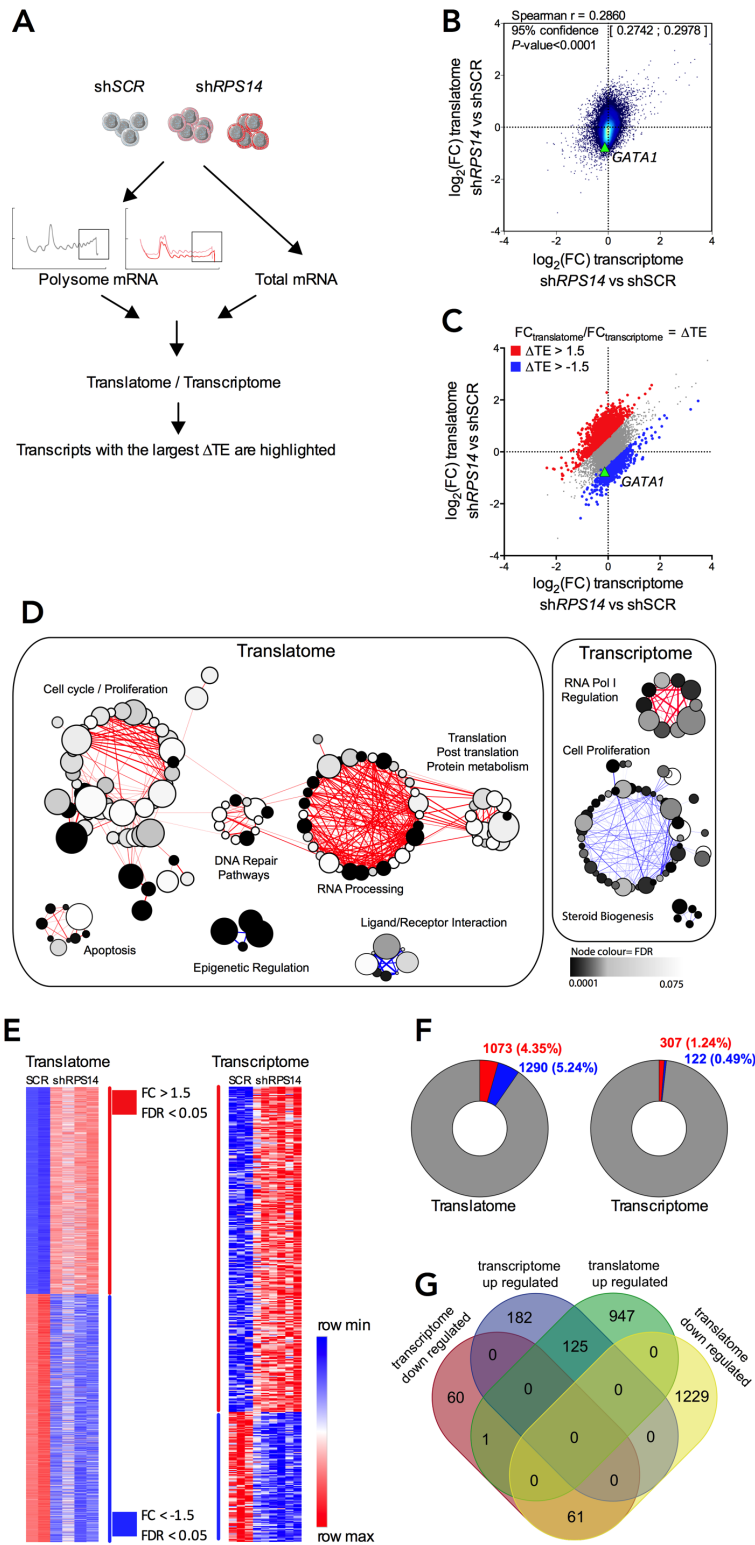 A
shSCR
shRPS14
Polysome mRNA
Total mRNA
Translatome / Transcriptome
Transcripts with the largest ΔTE are highlighted
B
Spearman r = 0.2860
95% confidence [ 0.2742 ; 0.2978 ]
P-value<0.0001
log2(FC) translatome
shRPS14 vs shSCR
4
2
0
-2
-4
GATA1
-4 -2 0 2 4
log2(FC) transcriptome
shRPS14 vs shSCR
C
FCtranslatome/FCtranscriptome = ΔTE
ΔTE > 1.5
ΔTE > -1.5
log2(FC) translatome
shRPS14 vs shSCR
4
2
0
-2
-4
GATA1
-4 -2 0 2 4
log2(FC) transcriptome
shRPS14 vs shSCR
D
Translatome
Cell cycle / Proliferation
Translation
Post translation
Protein metabolism
DNA Repair
Pathways
RNA Processing
Apoptosis
Epigenetic Regulation
Ligand/Receptor Interaction
Transcriptome
RNA Pol I
Regulation
Cell Proliferation
Steroid Biogenesis
Node colour= FDR
0.0001 0.075
E
Translatome
SCR shRPS14
FC > 1.5
FDR < 0.05
FC < -1.5
FDR < 0.05
Transcriptome
SCR shRPS14
row min
row max
F
1073 (4.35%)
1290 (5.24%)
Translatome
307 (1.24%)
122 (0.49%)
Transcriptome
G
transcriptome
down regulated
transcriptome
up regulated
translatome
up regulated
translatome
down regulated
182
947
0
125
0
60
0
0
1229
1
0
0
0
0
61